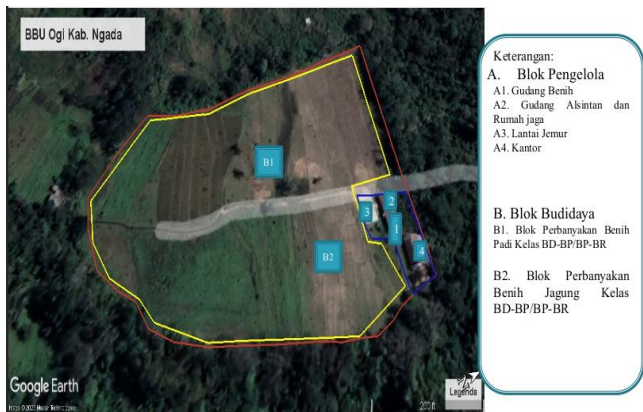 BBU Ogi Kab. Ngada
B1
2
3
1
4
B2
Google Earth
200 ft
Legenda
Keterangan:
A. Blok Pengelola
A1. Gudang Benih
A2. Gudang Alsintan dan
Rumah jaga
A3. Lantai Jemur
A4. Kantor
B. Blok Budidaya
B1. Blok Perbanyakan Benih
Padi Kelas BD-BP/BP-BR
B2. Blok Perbanyakan
Benih Jagung Kelas
BD-BP/BP-BR